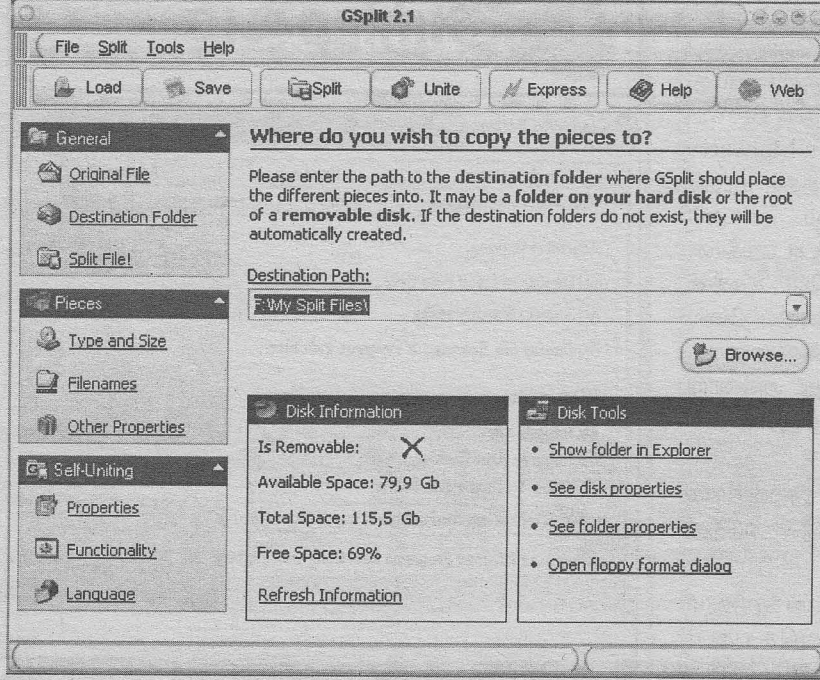 GSplit 2.1
File Split Tools Help
Load Save Split Unite Express Help Web
General
Original File
Destination Folder
Split File!
Pieces
Type and Size
Filenames
Other Properties
Self-Uniting
Properties
Functionality
Language
Where do you wish to copy the pieces to?
Please enter the path to the destination folder where GSplit should place
the different pieces into. It may be a folder on your hard disk or the root
of a removable disk. If the destination folders do not exist, they will be
automatically created.
Destination Path:
F:\My Split Files\
Browse...
Disk Information
Is Removable:
Available Space: 79,9 Gb
Total Space: 115,5 Gb
Free Space: 69%
Refresh Information
Disk Tools
• Show folder in Explorer
• See disk properties
• See folder properties
• Open floppy format dialog